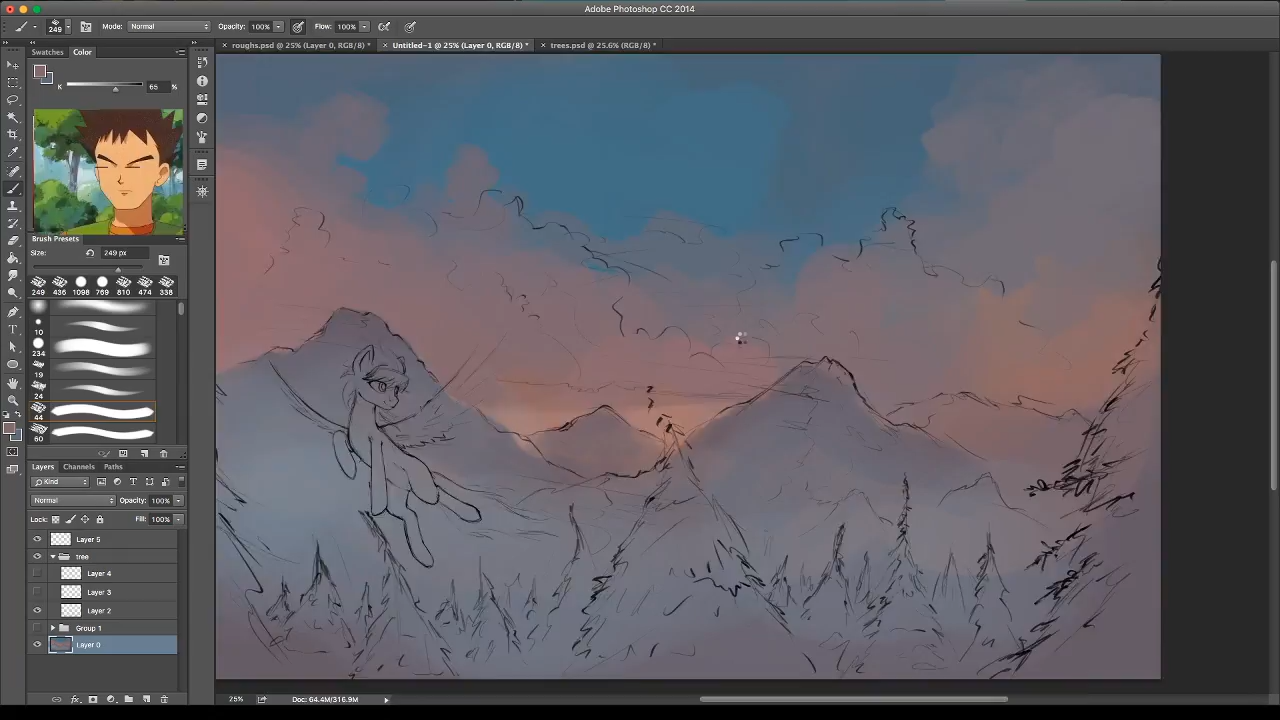 Adobe Photoshop CC 2014
249 Mode: Normal Opacity: 100% Flow: 100%
Swatches Color
× roughs.psd @ 25% (Layer 0, RGB/8) * × Untitled-1 @ 25% (Layer 0, RGB/8) * × trees.psd @ 25.6% (RGB/8) *
K 65 %
Brush Presets
Size: 249 px
249 436 1098 769 810 474 338
10
234
19
24
44
60
Layers Channels Paths
Kind
Normal Opacity: 100%
Lock: Fill: 100%
Layer 5
tree
Layer 4
Layer 3
Layer 2
Group 1
Layer 0
25% Doc: 64.4M/316.9M